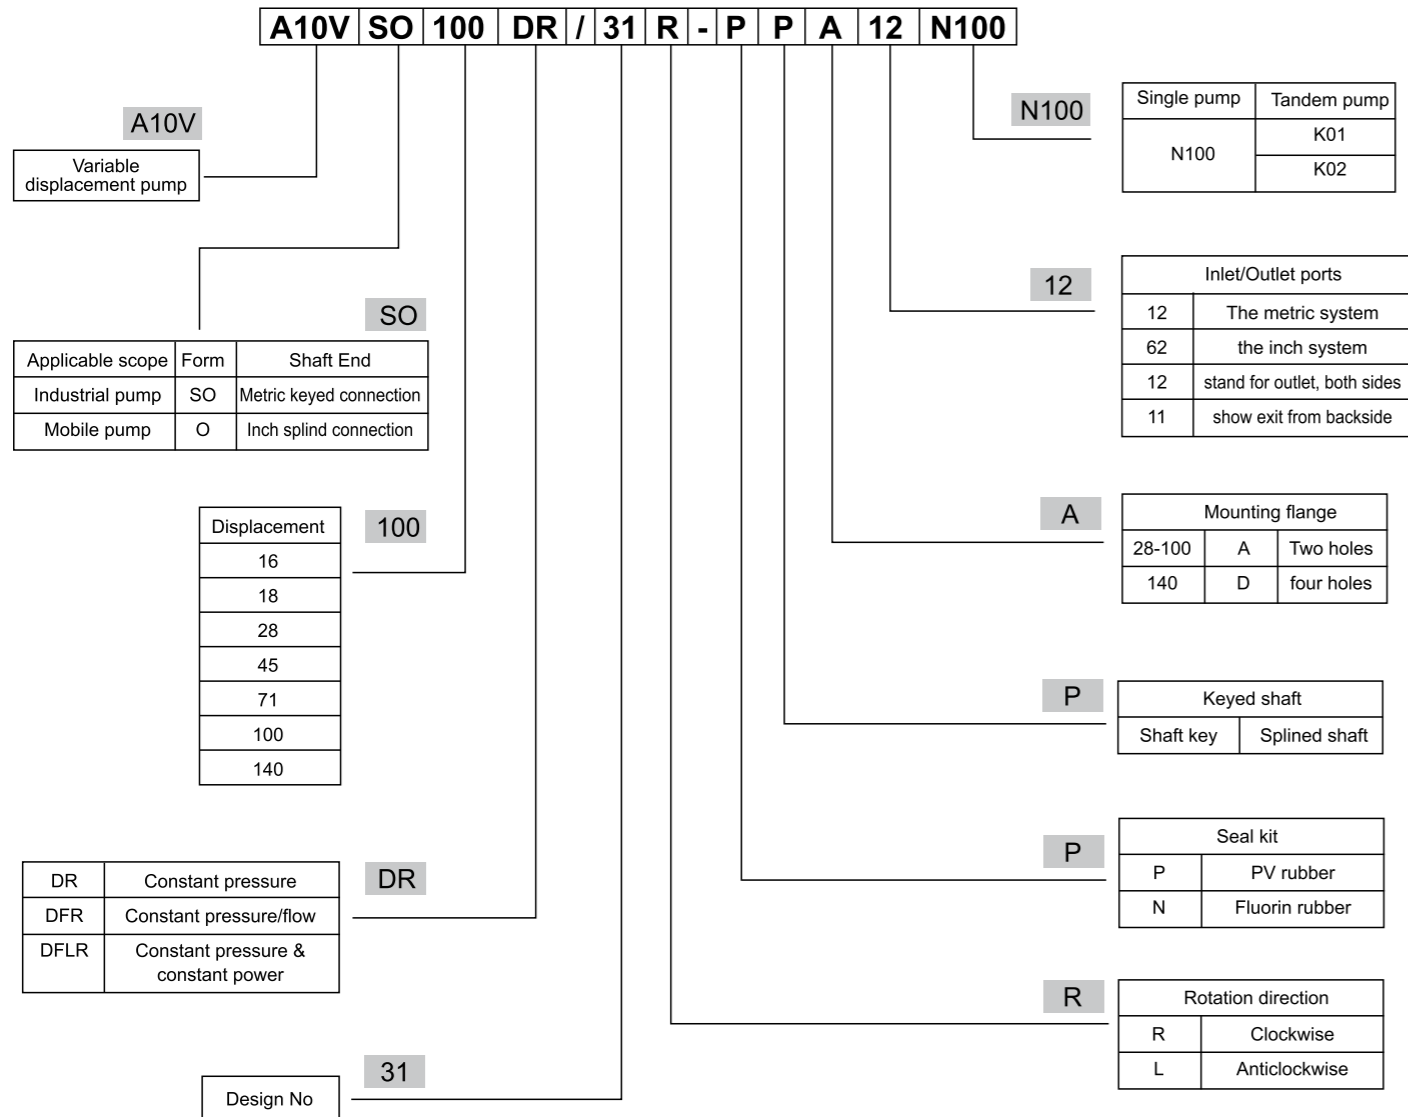 A10V SO 100 DR / 31 R - P P A 12 N100
A10V
Variable
displacement pump
SO
Applicable scope Form Shaft End
Industrial pump SO Metric keyed connection
Mobile pump O Inch splind connection
Displacement 100
16
18
28
45
71
100
140
DR
DR Constant pressure
DFR Constant pressure/flow
DFLR Constant pressure &
constant power
31
Design No
N100
Single pump Tandem pump
N100 K01
K02
12
Inlet/Outlet ports
12 The metric system
62 the inch system
12 stand for outlet, both sides
11 show exit from backside
A
Mounting flange
28-100 A Two holes
140 D four holes
P
Keyed shaft
Shaft key Splined shaft
P
Seal kit
P PV rubber
N Fluorin rubber
R
Rotation direction
R Clockwise
L Anticlockwise